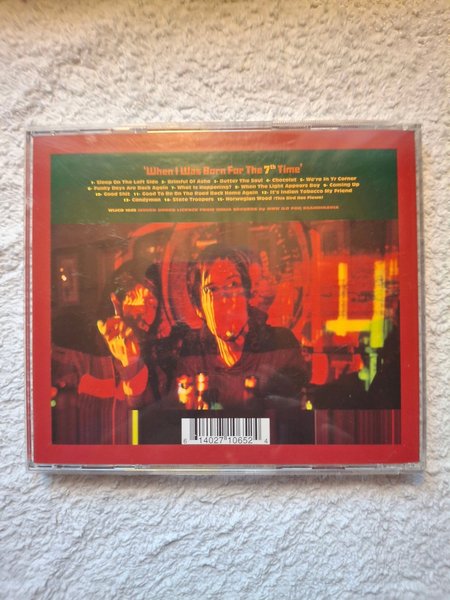 'When I Was Born For The 7th Time'
1- Sleep On The Left Side 2- Brimful Of Asha 3- Butter The Soul 4- Chocolat 5- We're In Yr Corner
6- Funky Days Are Back Again 7- What Is Happening? 8- When The Light Appears Boy 9- Coming Up
10- Good Shit 11- Good To Be On The Road Back Home Again 12- It's Indian Tobacco My Friend
13- Candyman 14- State Troopers 15- Norwegian Wood (This Bird Has Flown)
6 14027 10652 4